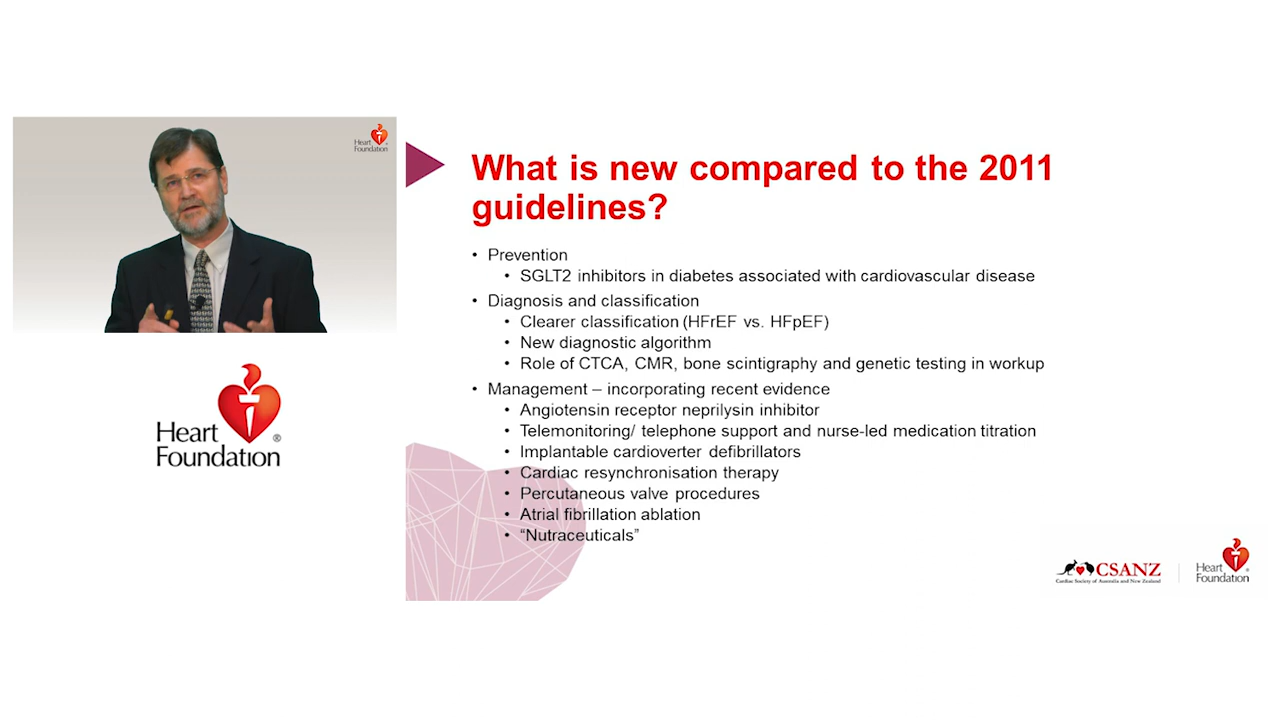 Heart
Foundation
What is new compared to the 2011
guidelines?
• Prevention
• SGLT2 inhibitors in diabetes associated with cardiovascular disease
• Diagnosis and classification
• Clearer classification (HFrEF vs. HFpEF)
• New diagnostic algorithm
• Role of CTCA, CMR, bone scintigraphy and genetic testing in workup
• Management – incorporating recent evidence
• Angiotensin receptor neprilysin inhibitor
• Telemonitoring/ telephone support and nurse-led medication titration
• Implantable cardioverter defibrillators
• Cardiac resynchronisation therapy
• Percutaneous valve procedures
• Atrial fibrillation ablation
• “Nutraceuticals”
Heart
Foundation®
CSANZ
Cardiac Society of Australia and New Zealand
Heart
Foundation